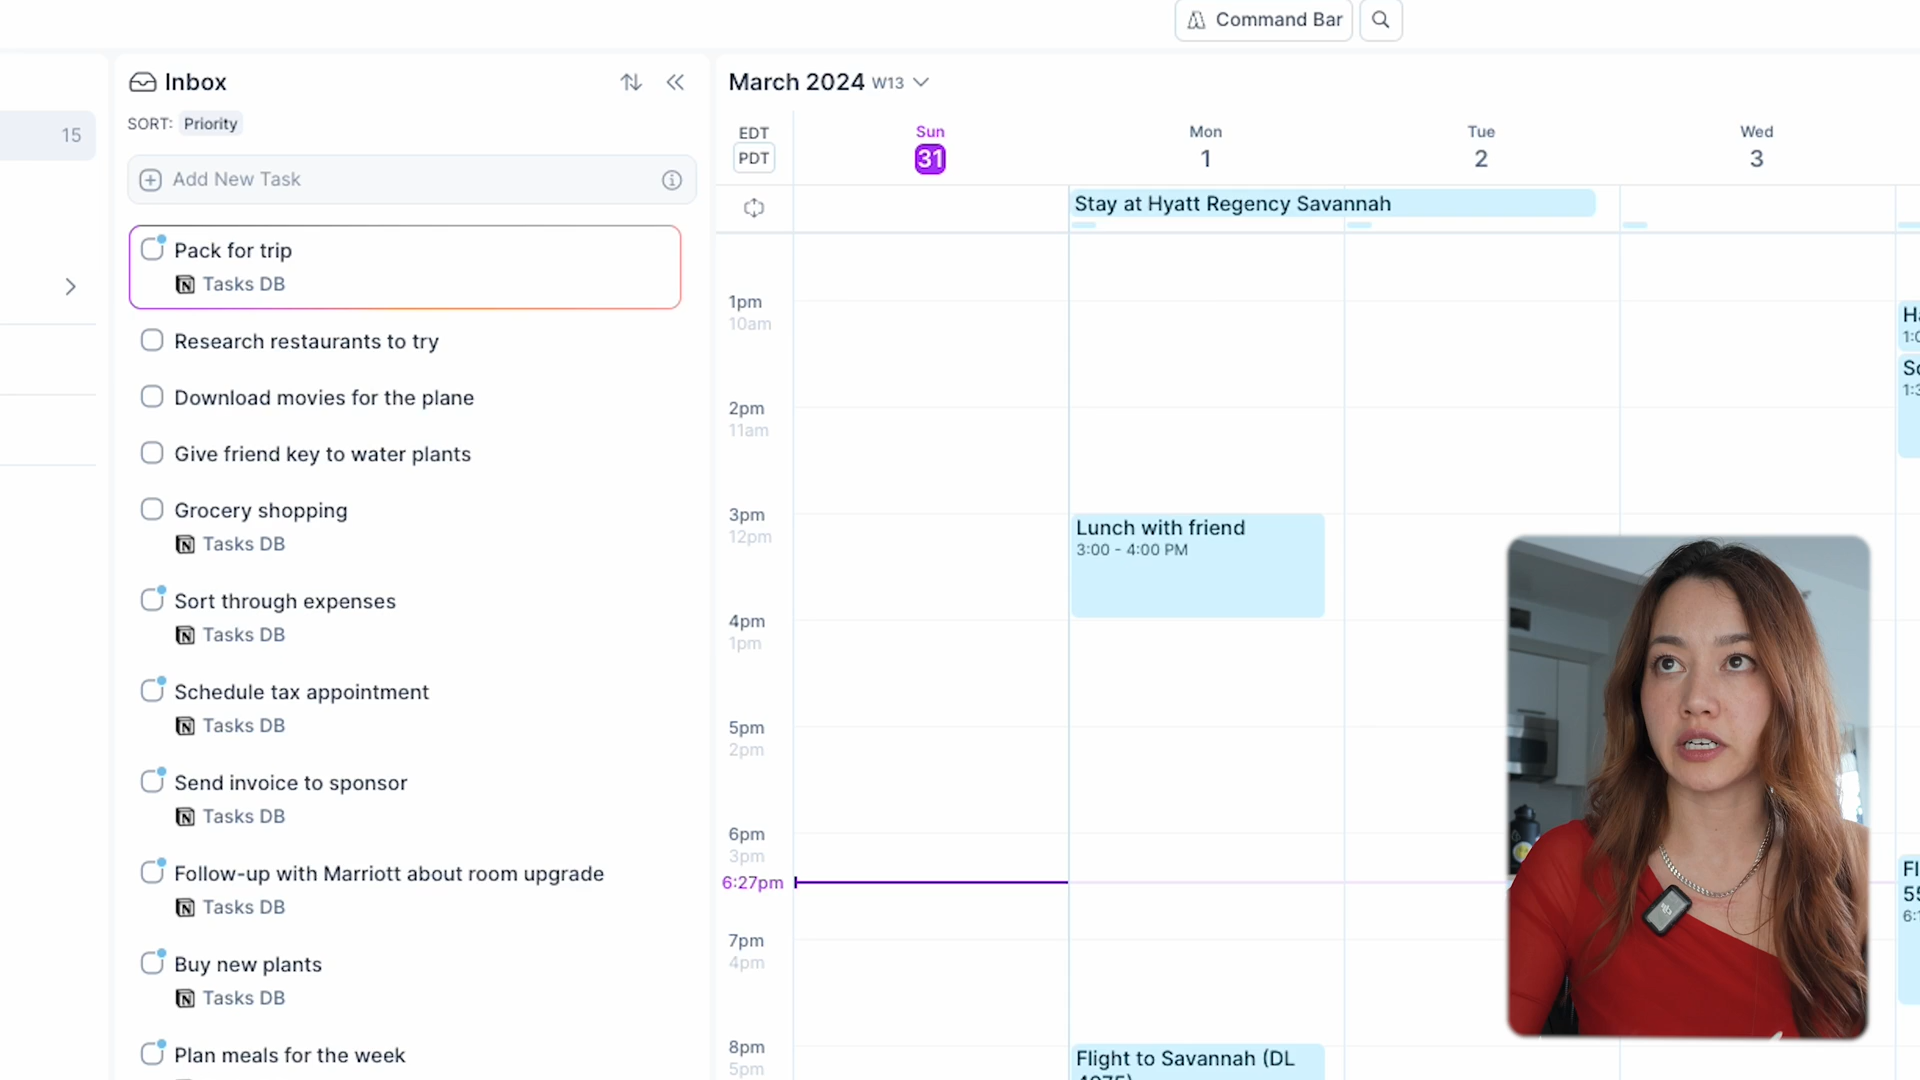 Command Bar
15
Inbox
SORT: Priority
Add New Task
Pack for trip
Tasks DB
Research restaurants to try
Download movies for the plane
Give friend key to water plants
Grocery shopping
Tasks DB
Sort through expenses
Tasks DB
Schedule tax appointment
Tasks DB
Send invoice to sponsor
Tasks DB
Follow-up with Marriott about room upgrade
Tasks DB
Buy new plants
Tasks DB
Plan meals for the week
March 2024 W13
EDT
PDT
Sun
31
Mon
1
Tue
2
Wed
3
Stay at Hyatt Regency Savannah
1pm
10am
2pm
11am
3pm
12pm
4pm
1pm
5pm
2pm
6pm
3pm
6:27pm
7pm
4pm
8pm
5pm
Lunch with friend
3:00 - 4:00 PM
Flight to Savannah (DL